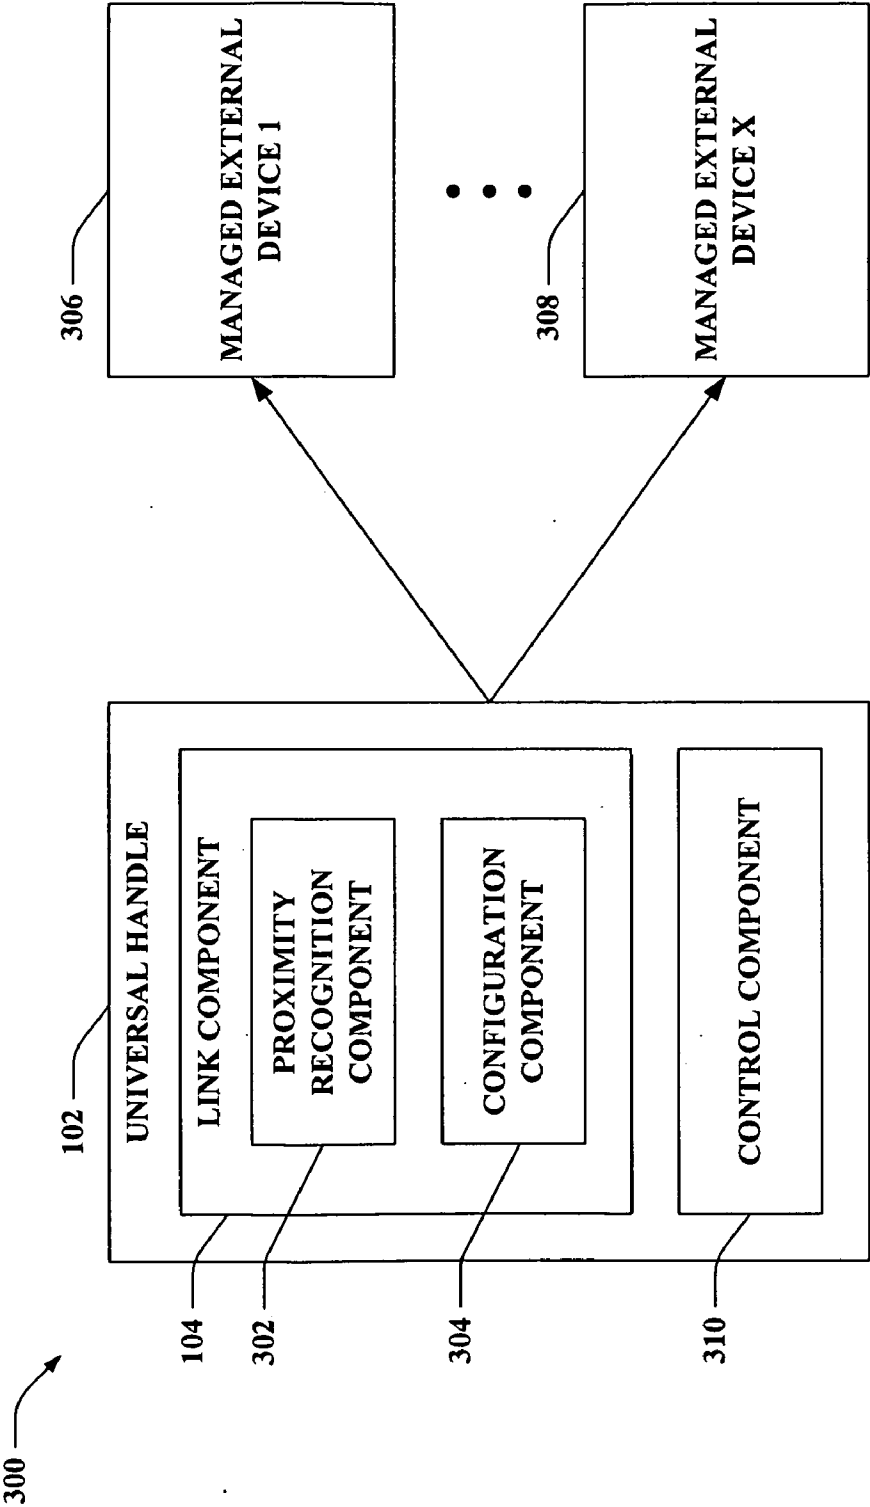 300
102
UNIVERSAL HANDLE
104
LINK COMPONENT
302
PROXIMITY
RECOGNITION
COMPONENT
304
CONFIGURATION
COMPONENT
310
CONTROL COMPONENT
306
MANAGED EXTERNAL
DEVICE 1
308
MANAGED EXTERNAL
DEVICE X